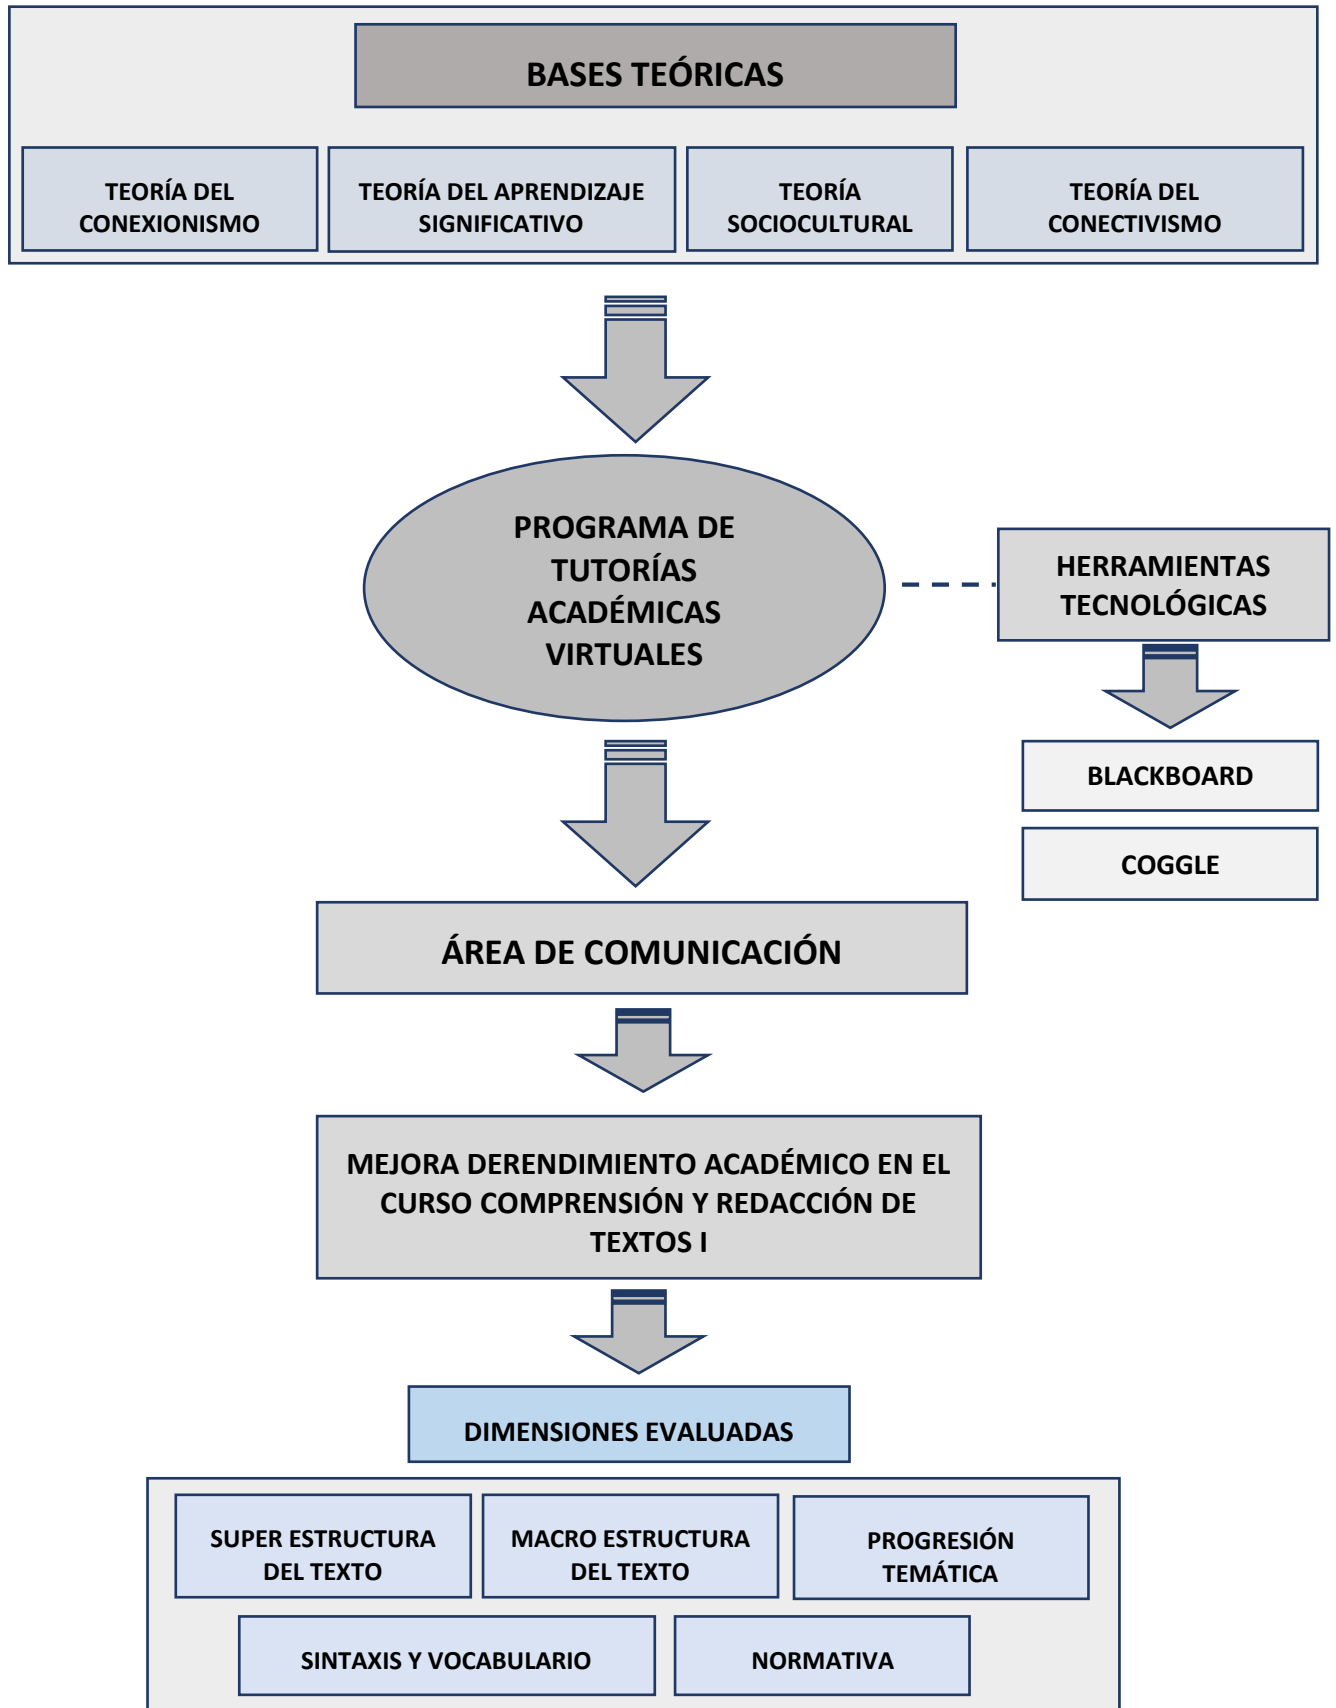 BASES TEÓRICAS
TEORÍA DEL
CONEXIONISMO
TEORÍA DEL APRENDIZAJE
SIGNIFICATIVO
TEORÍA
SOCIOCULTURAL
TEORÍA DEL
CONECTIVISMO
PROGRAMA DE
TUTORÍAS
ACADÉMICAS
VIRTUALES
HERRAMIENTAS
TECNOLÓGICAS
BLACKBOARD
COGGLE
ÁREA DE COMUNICACIÓN
MEJORA DERENDIMIENTO ACADÉMICO EN EL
CURSO COMPRENSIÓN Y REDACCIÓN DE
TEXTOS I
DIMENSIONES EVALUADAS
SUPER ESTRUCTURA
DEL TEXTO
MACRO ESTRUCTURA
DEL TEXTO
PROGRESIÓN
TEMÁTICA
SINTAXIS Y VOCABULARIO
NORMATIVA